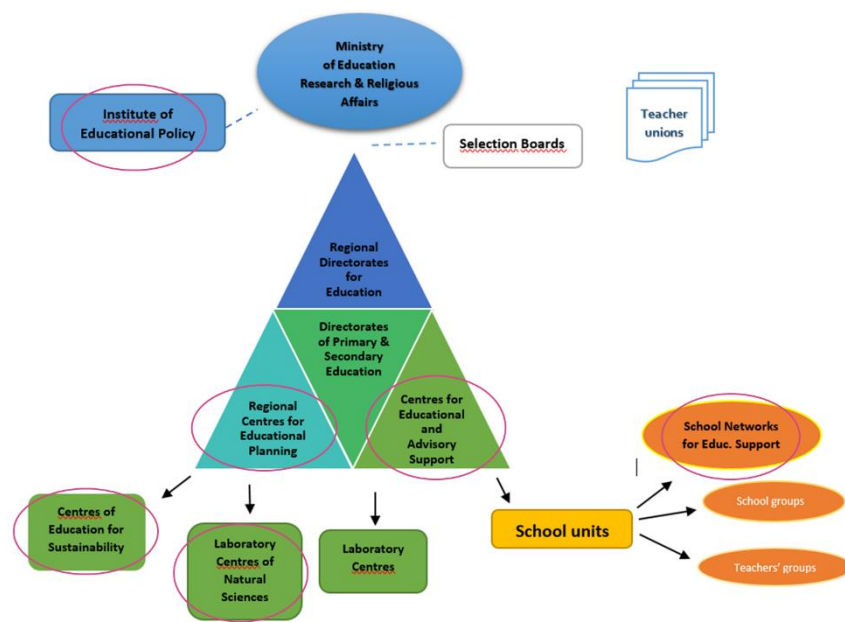 Ministry
of Education
Research & Religious
Affairs
Institute of
Educational Policy
Teacher
unions
Selection Boards
Regional
Directorates
for
Education
Directorates
of Primary &
Secondary
Education
Regional
Centres for
Educational
Planning
Centres for
Educational
and
Advisory
Support
School Networks
for Educ. Support
School groups
Teachers' groups
School units
Centres of
Education for
Sustainability
Laboratory
Centres of
Natural
Sciences
Laboratory
Centres